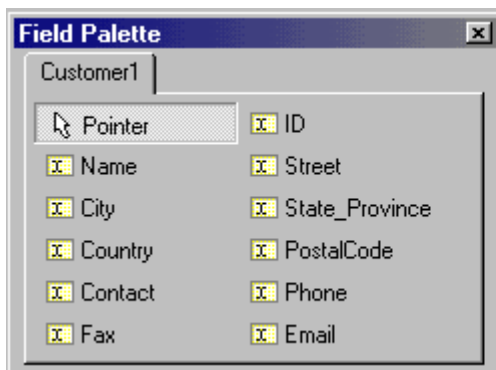 Field Palette
Customer1
Pointer ID
Name Street
City State_Province
Country PostalCode
Contact Phone
Fax Email